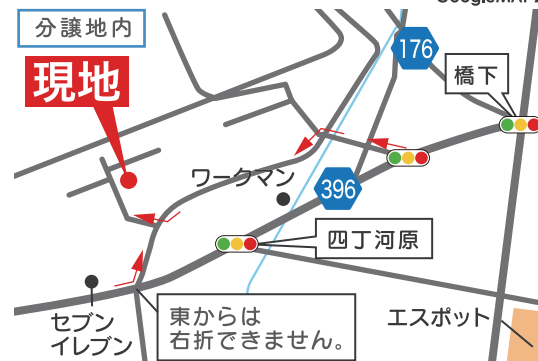 分譲地内
現地
176
橋下
ワークマン
396
四丁河原
東からは
右折できません。
セブン
イレブン
エスポット